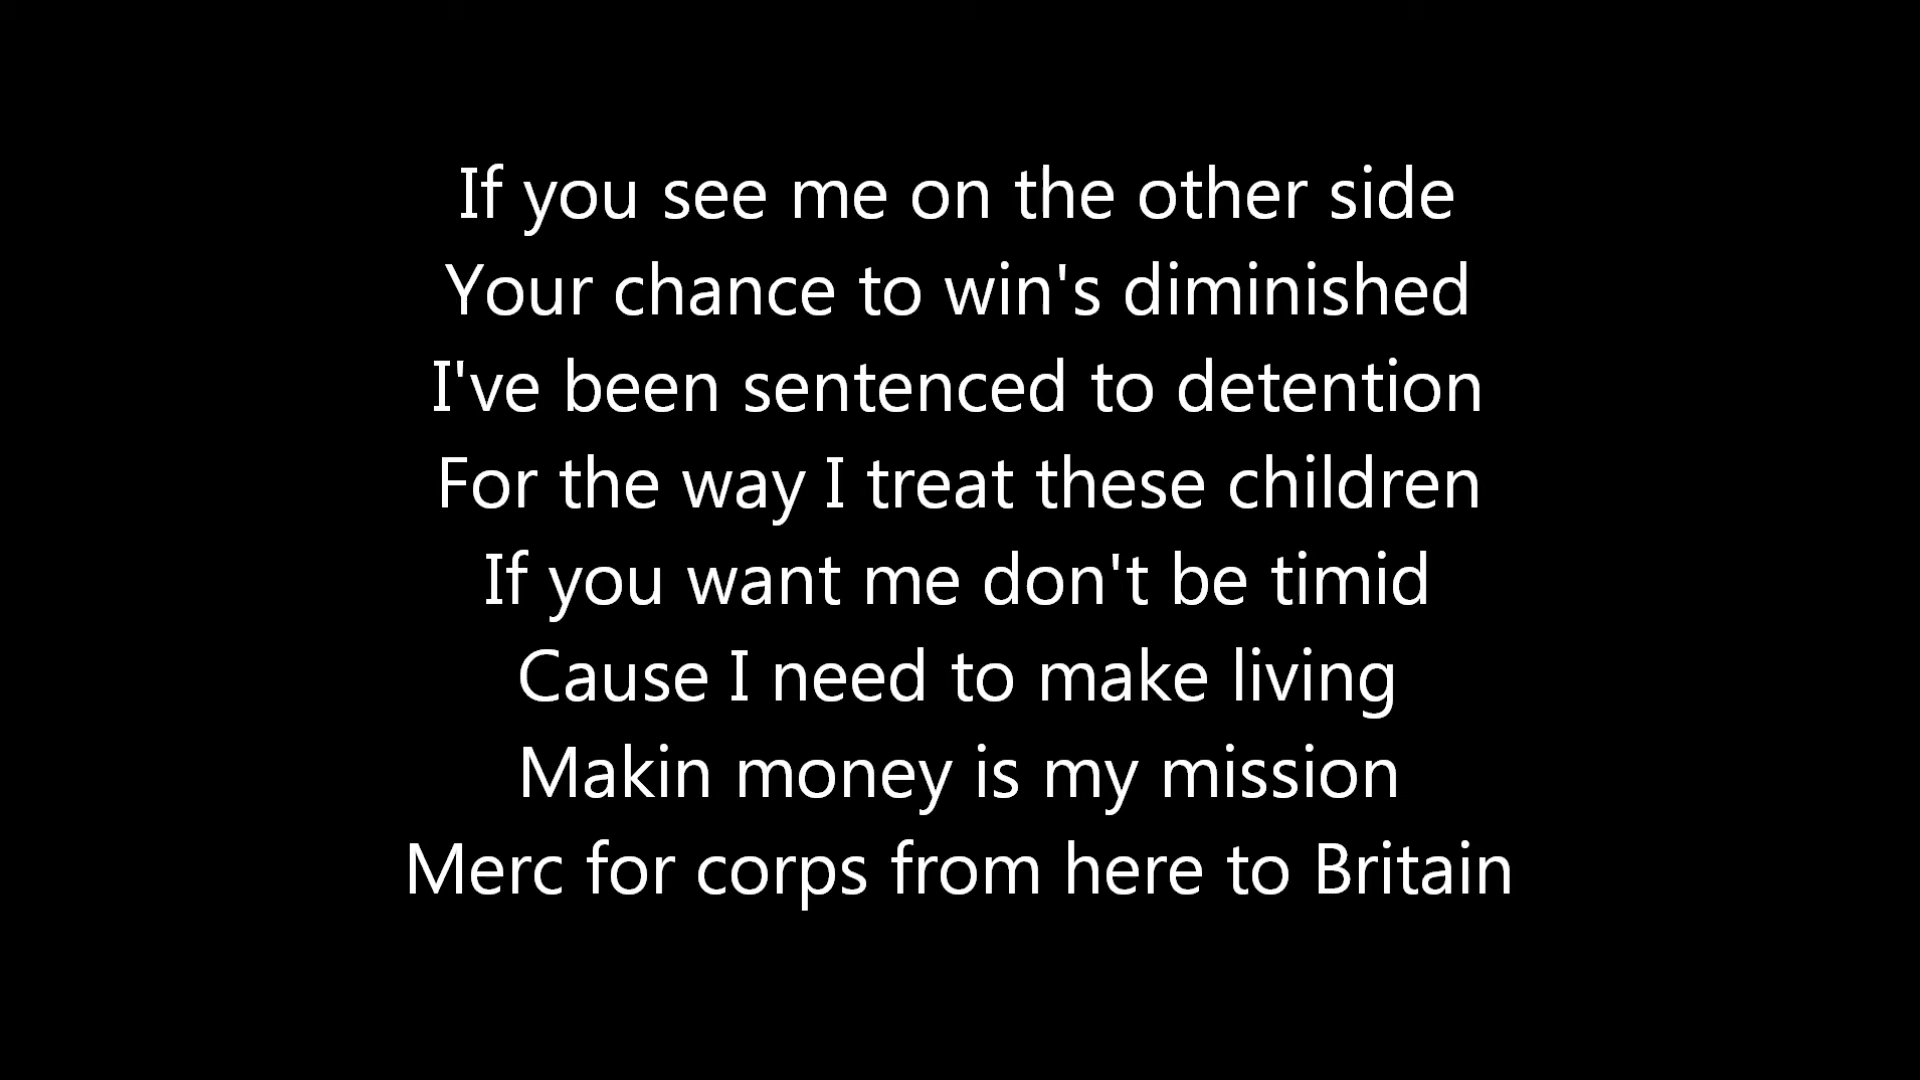 If you see me on the other side
Your chance to win's diminished
I've been sentenced to detention
For the way I treat these children
If you want me don't be timid
Cause I need to make living
Makin money is my mission
Merc for corps from here to Britain